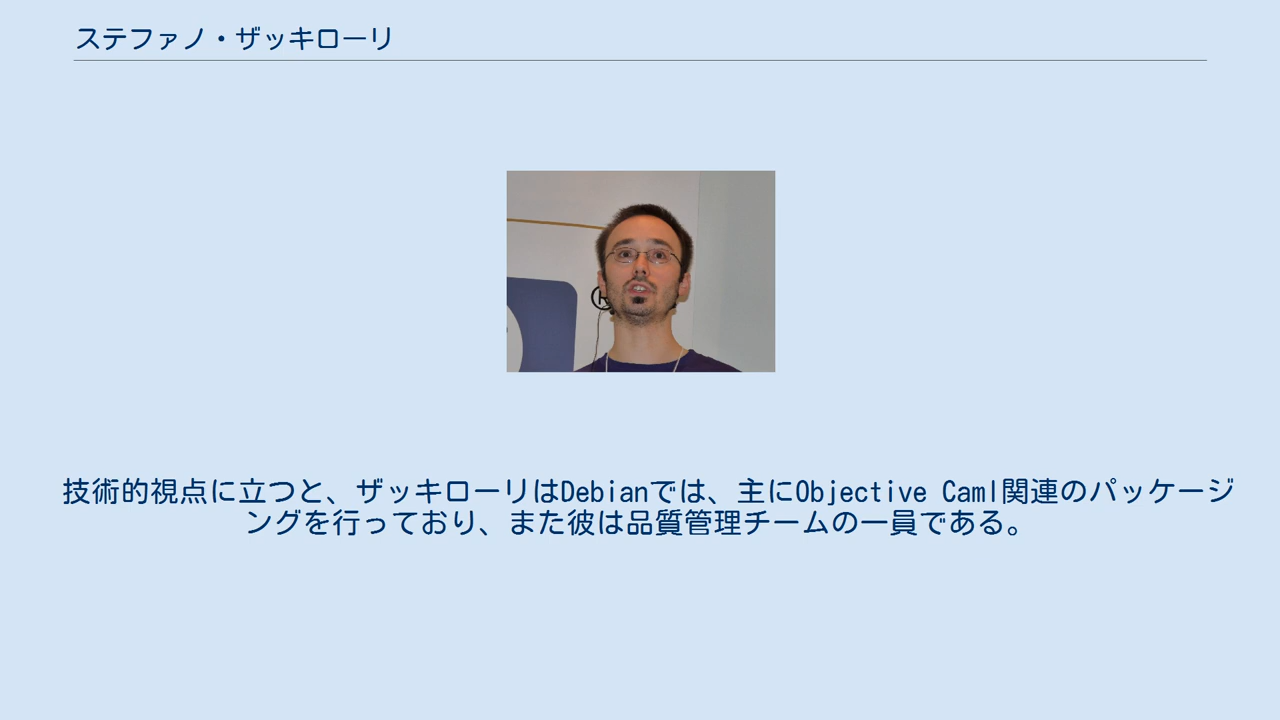 ステファノ・ザッキローリ
技術的視点に立つと、ザッキローリはDebianでは、主にObjective Caml関連のパッケージ
ングを行っており、また彼は品質管理チームの一員である。